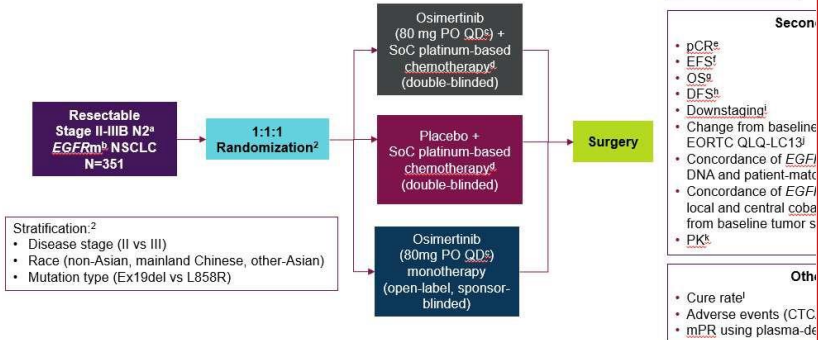 Resectable
Stage II-IIIB N2ᵃ
EGFRmᵇ NSCLC
N=351
1:1:1
Randomization²
Osimertinib
(80 mg PO QDᶜ) +
SoC platinum-based
chemotherapyᵈ
(double-blinded)
Placebo +
SoC platinum-based
chemotherapyᵈ
(double-blinded)
Osimertinib
(80mg PO QDᶜ)
monotherapy
(open-label, sponsor-
blinded)
Surgery
Stratification:²
• Disease stage (II vs III)
• Race (non-Asian, mainland Chinese, other-Asian)
• Mutation type (Ex19del vs L858R)
Secon
• pCRᵉ
• EFSᶠ
• OSᵍ
• DFSʰ
• Downstagingⁱ
• Change from baseline
EORTC QLQ-LC13ʲ
• Concordance of EGF
DNA and patient-matc
• Concordance of EGF
local and central coba
from baseline tumor s
• PKᵏ
Oth
• Cure rateˡ
• Adverse events (CTC
• mPR using plasma-de